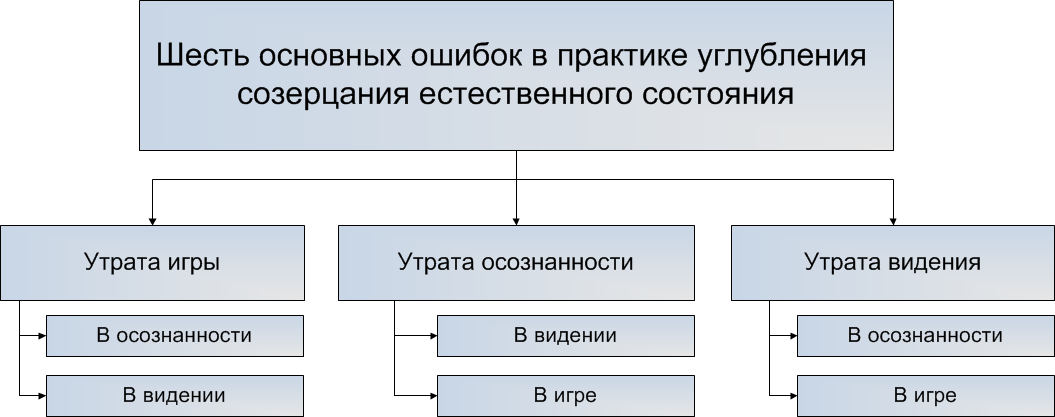 Шесть основных ошибок в практике углубления
созерцания естественного состояния
Утрата игры
В осознанности
В видении
Утрата осознанности
В видении
В игре
Утрата видения
В осознанности
В игре